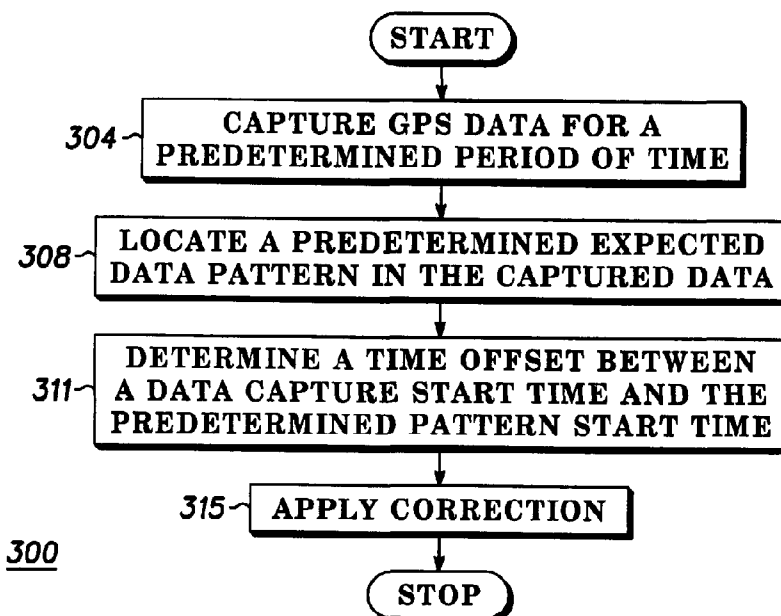 START
304
CAPTURE GPS DATA FOR A
PREDETERMINED PERIOD OF TIME
308
LOCATE A PREDETERMINED EXPECTED
DATA PATTERN IN THE CAPTURED DATA
311
DETERMINE A TIME OFFSET BETWEEN
A DATA CAPTURE START TIME AND THE
PREDETERMINED PATTERN START TIME
315
APPLY CORRECTION
300
STOP